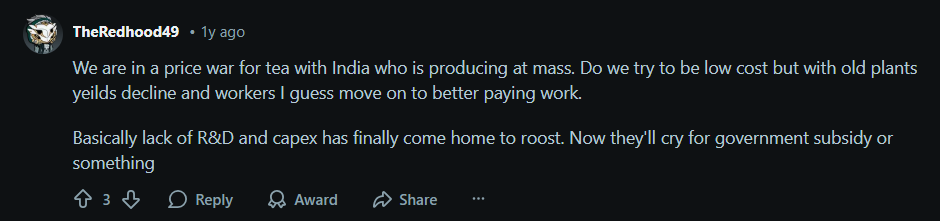 TheRedhood49 • 1y ago
We are in a price war for tea with India who is producing at mass. Do we try to be low cost but with old plants
yeilds decline and workers I guess move on to better paying work.
Basically lack of R&D and capex has finally come home to roost. Now they'll cry for government subsidy or
something
3 Reply Award Share ...